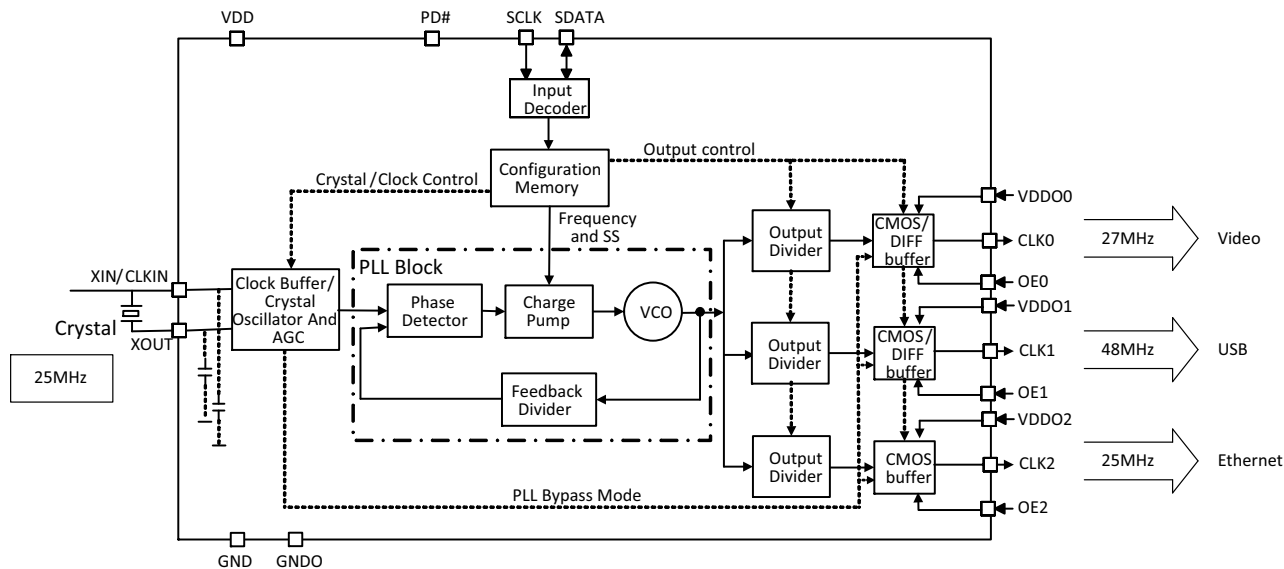 VDD
PD#
SCLK
SDATA
Input
Decoder
Configuration
Memory
Output control
Crystal /Clock Control
Frequency
and SS
PLL Block
XIN/CLKIN
Crystal
XOUT
25MHz
Clock Buffer/
Crystal
Oscillator And
AGC
Phase
Detector
Charge
Pump
VCO
Feedback
Divider
Output
Divider
Output
Divider
Output
Divider
CMOS/
DIFF
buffer
CMOS/
DIFF
buffer
CMOS
buffer
PLL Bypass Mode
VDDO0
CLK0
OE0
VDDO1
CLK1
OE1
VDDO2
CLK2
OE2
27MHz
Video
48MHz
USB
25MHz
Ethernet
GND
GNDO